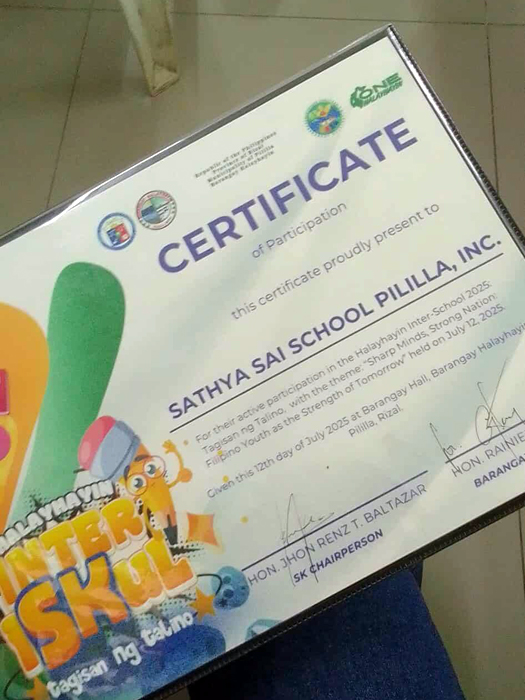 Republic of the Philippines
Province of Rizal
Municipality of Pililla
Barangay Halayhayin
ONE
HALAYHAYIN
CERTIFICATE
of Participation
this certificate proudly present to
SATHYA SAI SCHOOL PILILLA, INC.
For their active participation in the Halayhayin Inter-School 2025:
Tagisan ng Talino, with the theme: "Sharp Minds, Strong Nation:
Filipino Youth as the Strength of Tomorrow" held on July 12, 2025.
Given this 12th day of July 2025 at Barangay Hall, Barangay Halayhay
Pililla, Rizal.
HON. JHON RENZ T. BALTAZAR
SK CHAIRPERSON
HON. RAINIE
BARANGA
HALAYHAYIN
INTER
ISKUL
tagisan ng talino